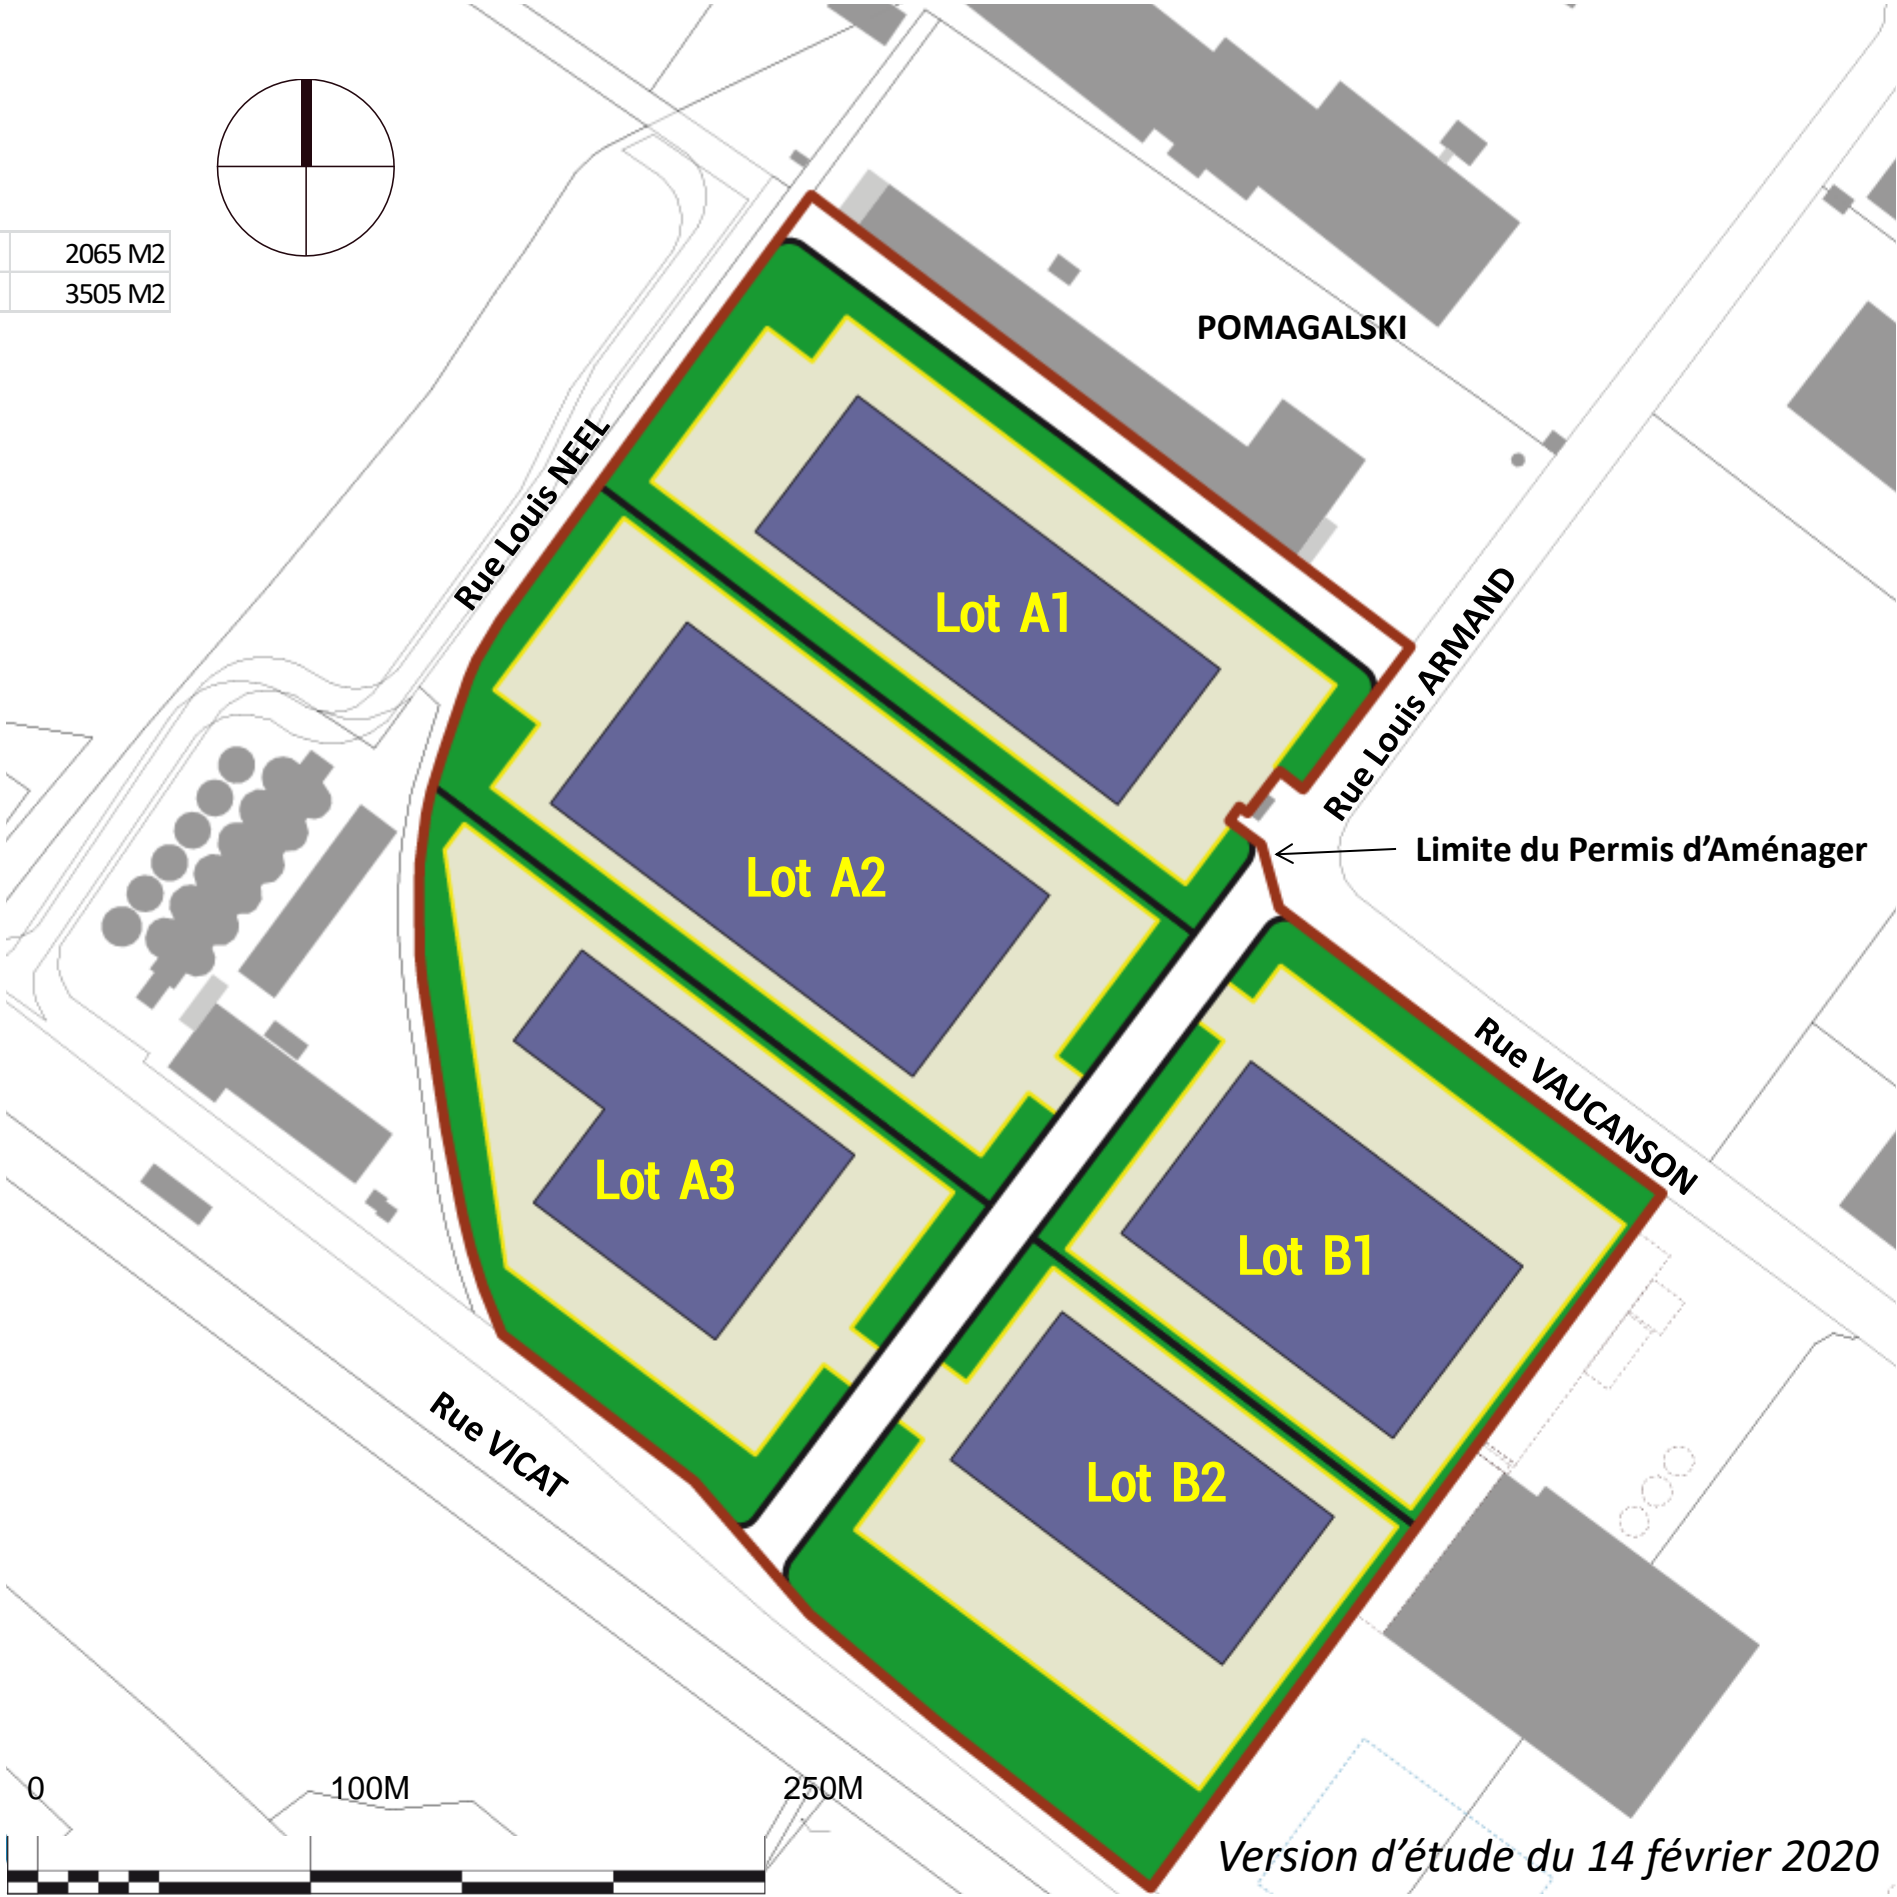 2065 M2
3505 M2
POMAGALSKI
Rue Louis NEEL
Lot A1
Rue Louis ARMAND
Limite du Permis d’Aménager
Lot A2
Rue VAUCANSON
Lot A3
Lot B1
Rue VICAT
Lot B2
0 100M 250M
Version d’étude du 14 février 2020